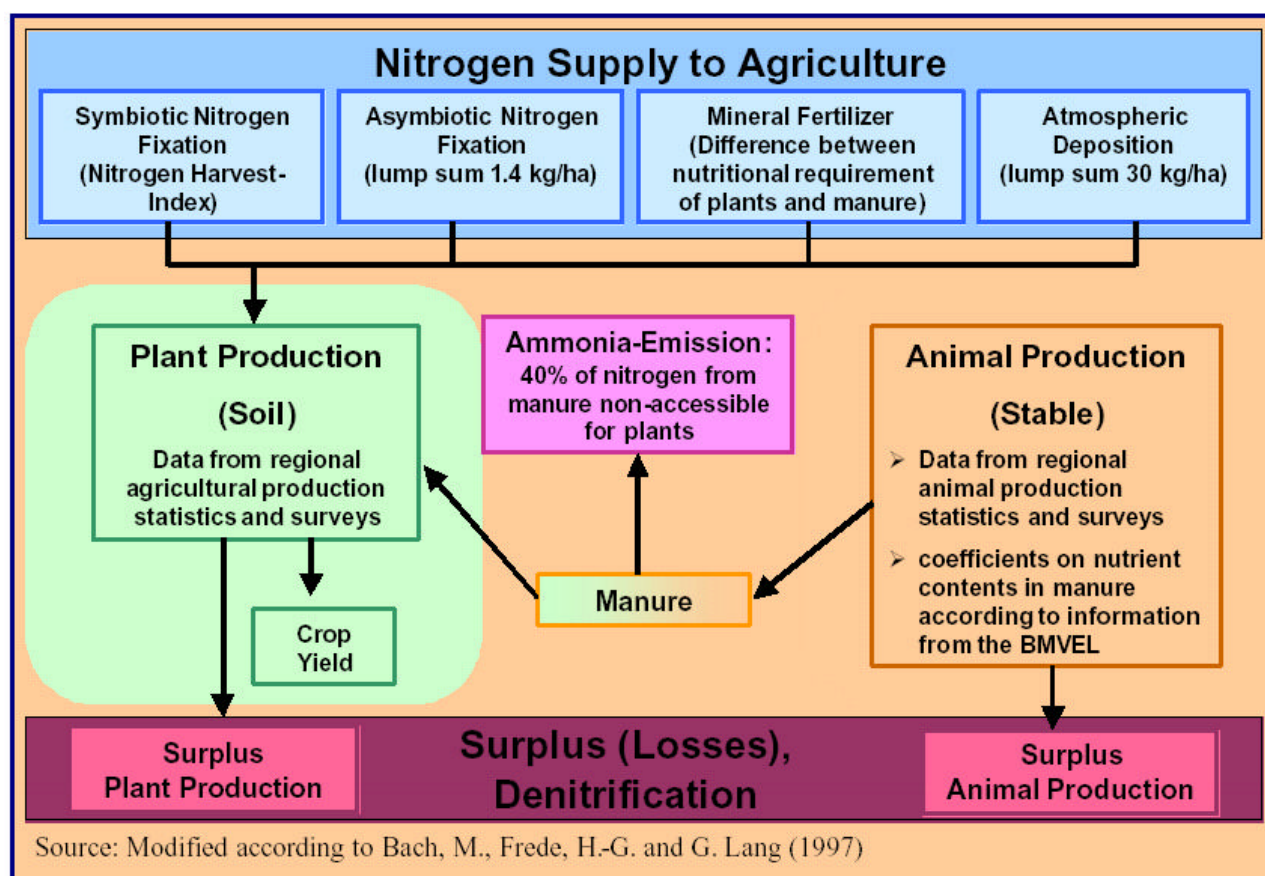 Nitrogen Supply to Agriculture
Symbiotic Nitrogen
Fixation
(Nitrogen Harvest-
Index)
Asymbiotic Nitrogen
Fixation
(lump sum 1.4 kg/ha)
Mineral Fertilizer
(Difference between
nutritional requirement
of plants and manure)
Atmospheric
Deposition
(lump sum 30 kg/ha)
Plant Production
(Soil)
Data from regional
agricultural production
statistics and surveys
Crop
Yield
Ammonia-Emission:
40% of nitrogen from
manure non-accessible
for plants
Manure
Animal Production
(Stable)
➢ Data from regional
animal production
statistics and surveys
➢ coefficients on nutrient
contents in manure
according to information
from the BMVEL
Surplus
Plant Production
Surplus (Losses),
Denitrification
Surplus
Animal Production
Source: Modified according to Bach, M., Frede, H.-G. and G. Lang (1997)